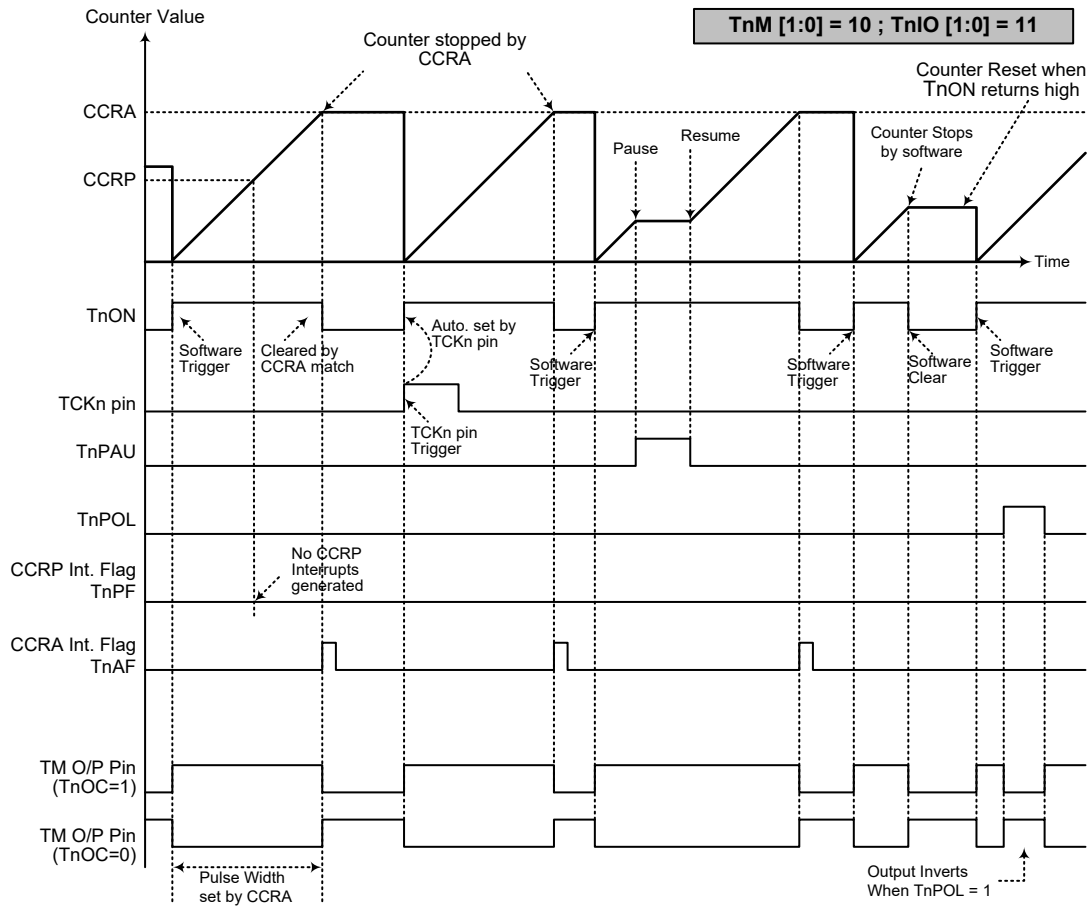 Counter Value
TnM [1:0] = 10 ; TnIO [1:0] = 11
Counter stopped by
CCRA
Counter Reset when
TnON returns high
CCRA
Pause
Resume
Counter Stops
by software
CCRP
Time
TnON
Software
Trigger
Cleared by
CCRA match
Auto. set by
TCKn pin
Software
Trigger
Software
Trigger
Software
Clear
Software
Trigger
TCKn pin
TCKn pin
Trigger
TnPAU
TnPOL
No CCRP
Interrupts
generated
CCRP Int. Flag
TnPF
CCRA Int. Flag
TnAF
TM O/P Pin
(TnOC=1)
TM O/P Pin
(TnOC=0)
Pulse Width
set by CCRA
Output Inverts
When TnPOL = 1